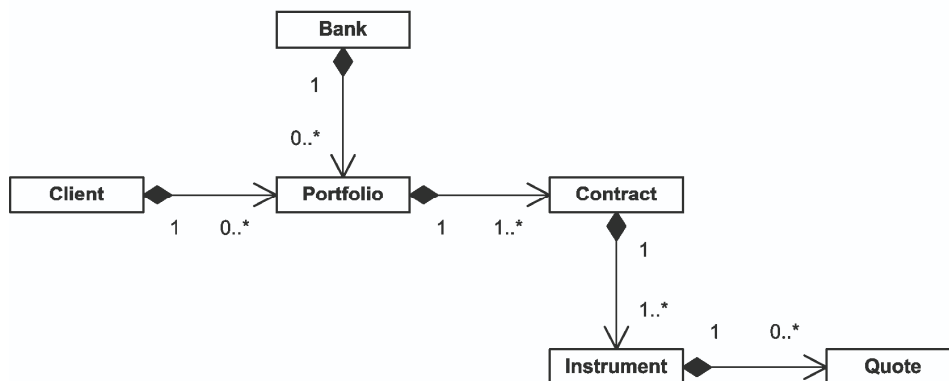 Bank
1
0..*
Client
Portfolio
Contract
1
0..*
1
1..*
1
1..*
1
0..*
Instrument
Quote